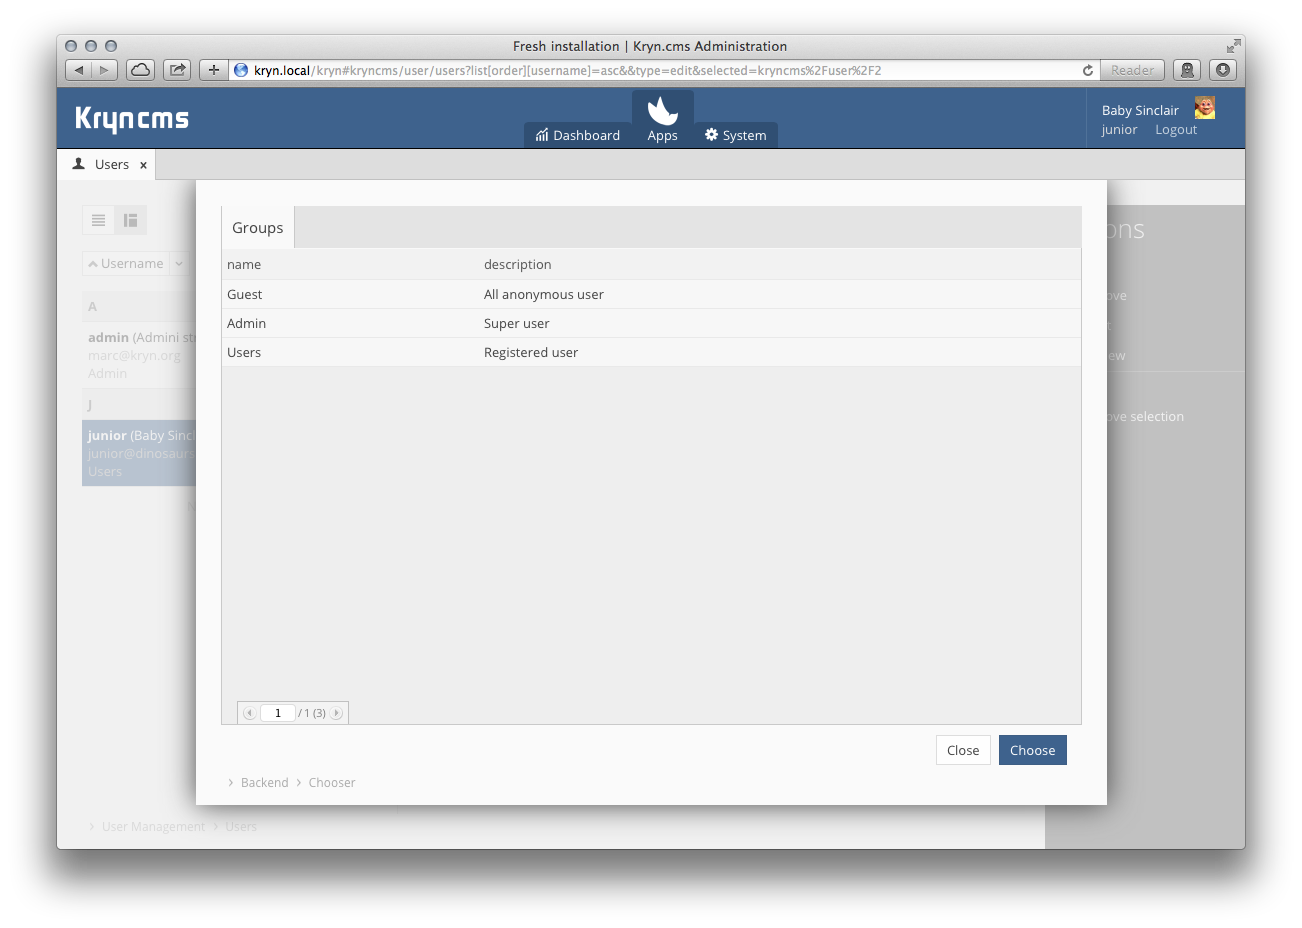 Fresh installation | Kryn.cms Administration
kryn.local/kryn#kryncms/user/users?list[order][username]=asc&&type=edit&selected=kryncms%2Fuser%2F2
Reader
Kryncms
Dashboard
Apps
System
Baby Sinclair
junior Logout
Users x
Username
A
admin (Admini st
marc@kryn.org
Admin
J
junior (Baby Sincl
junior@dinosaurs
Users
Groups
name description
Guest All anonymous user
Admin Super user
Users Registered user
1 / 1 (3)
Close Choose
› Backend › Chooser
ons
ove
t
ew
ove selection
› User Management › Users